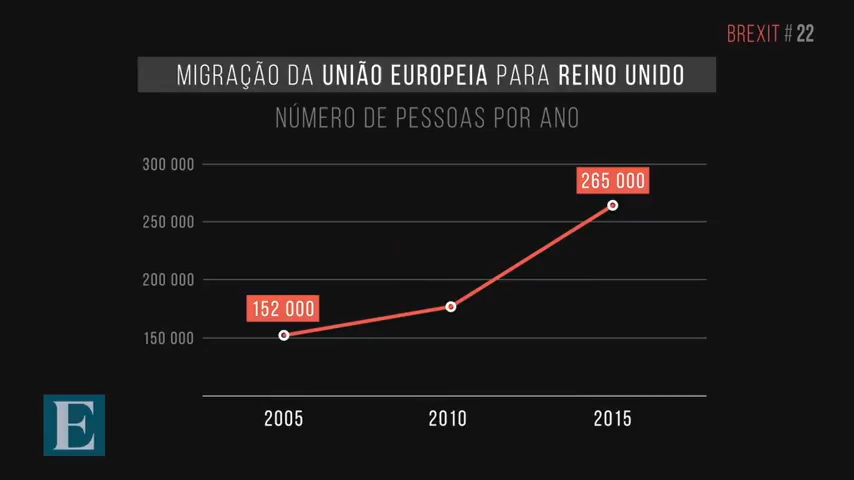 BREXIT # 22
MIGRAÇÃO DA UNIÃO EUROPEIA PARA REINO UNIDO
NÚMERO DE PESSOAS POR ANO
300 000
265 000
250 000
200 000
152 000
150 000
2005 2010 2015
E